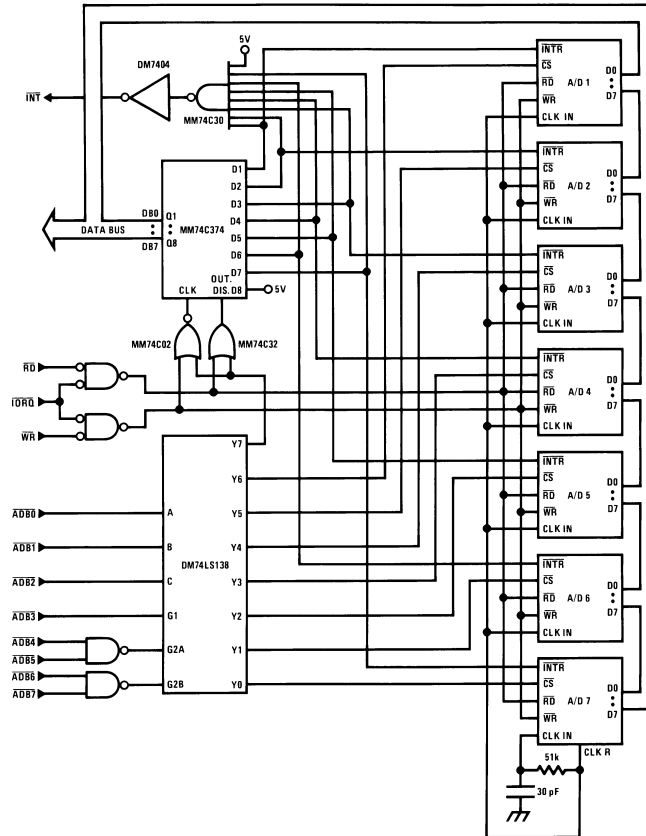 5V
DM7404
INT
MM74C30
INTR
CS
RD A/D 1
WR
CLK IN
D0
D7
D1
D2
D3
D4
D5
D6
D7
OUT.
DIS. D8
5V
MM74C374
CLK
DB0
DB7
Q1
Q8
DATA BUS
INTR
CS
RD A/D 2
WR
CLK IN
D0
D7
INTR
CS
RD A/D 3
WR
CLK IN
D0
D7
MM74C02
MM74C32
RD
IORQ
WR
INTR
CS
RD A/D 4
WR
CLK IN
D0
D7
Y7
Y6
Y5
Y4
Y3
Y2
Y1
Y0
DM74LS138
ADB0
A
ADB1
B
ADB2
C
ADB3
G1
ADB4
ADB5
G2A
ADB6
ADB7
G2B
INTR
CS
RD A/D 5
WR
CLK IN
D0
D7
INTR
CS
RD A/D 6
WR
CLK IN
D0
D7
INTR
CS
RD A/D 7
WR
CLK IN
D0
D7
CLK R
51k
30 pF